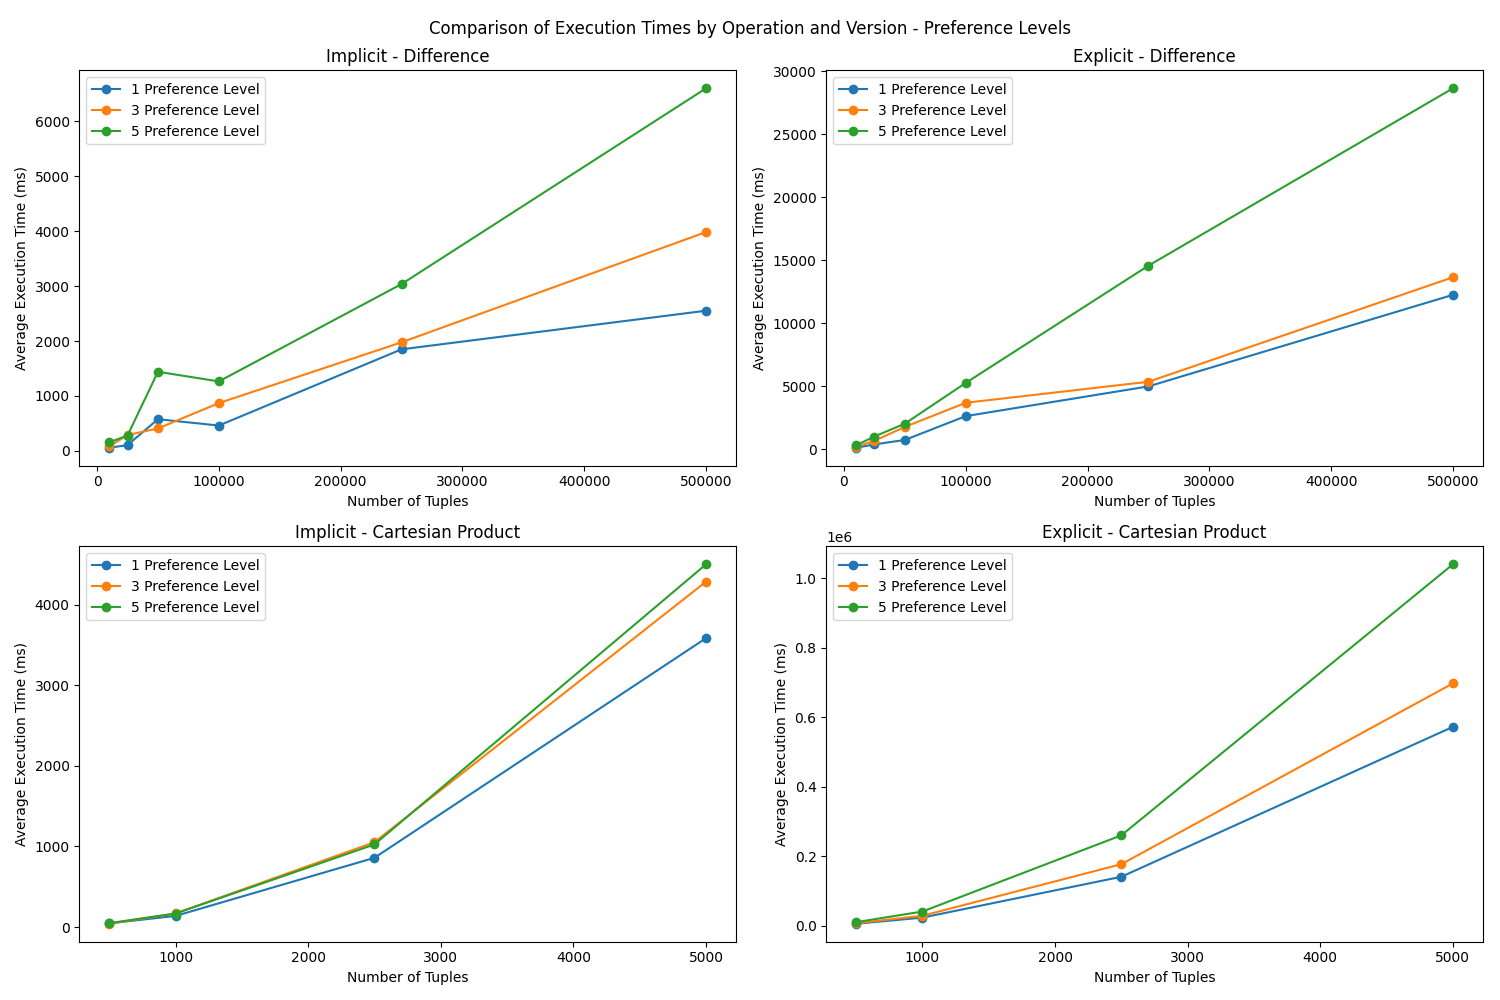 Comparison of Execution Times by Operation and Version - Preference Levels
Implicit - Difference
1 Preference Level
3 Preference Level
5 Preference Level
Average Execution Time (ms)
6000
5000
4000
3000
2000
1000
0
0 100000 200000 300000 400000 500000
Number of Tuples
Explicit - Difference
1 Preference Level
3 Preference Level
5 Preference Level
Average Execution Time (ms)
30000
25000
20000
15000
10000
5000
0
0 100000 200000 300000 400000 500000
Number of Tuples
Implicit - Cartesian Product
1 Preference Level
3 Preference Level
5 Preference Level
Average Execution Time (ms)
4000
3000
2000
1000
0
1000 2000 3000 4000 5000
Number of Tuples
Explicit - Cartesian Product
1e6
1 Preference Level
3 Preference Level
5 Preference Level
Average Execution Time (ms)
1.0
0.8
0.6
0.4
0.2
0.0
1000 2000 3000 4000 5000
Number of Tuples